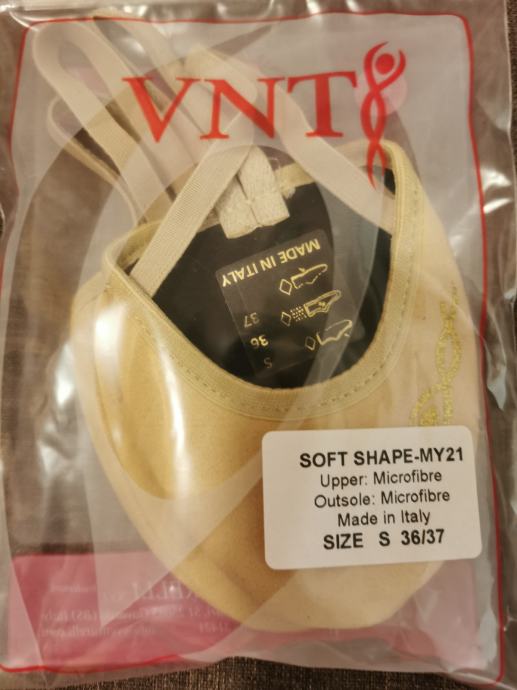 VNT
MADE IN ITALY
37
36
S
SOFT SHAPE-MY21
Upper: Microfibre
Outsole: Microfibre
Made in Italy
SIZE S 36/37